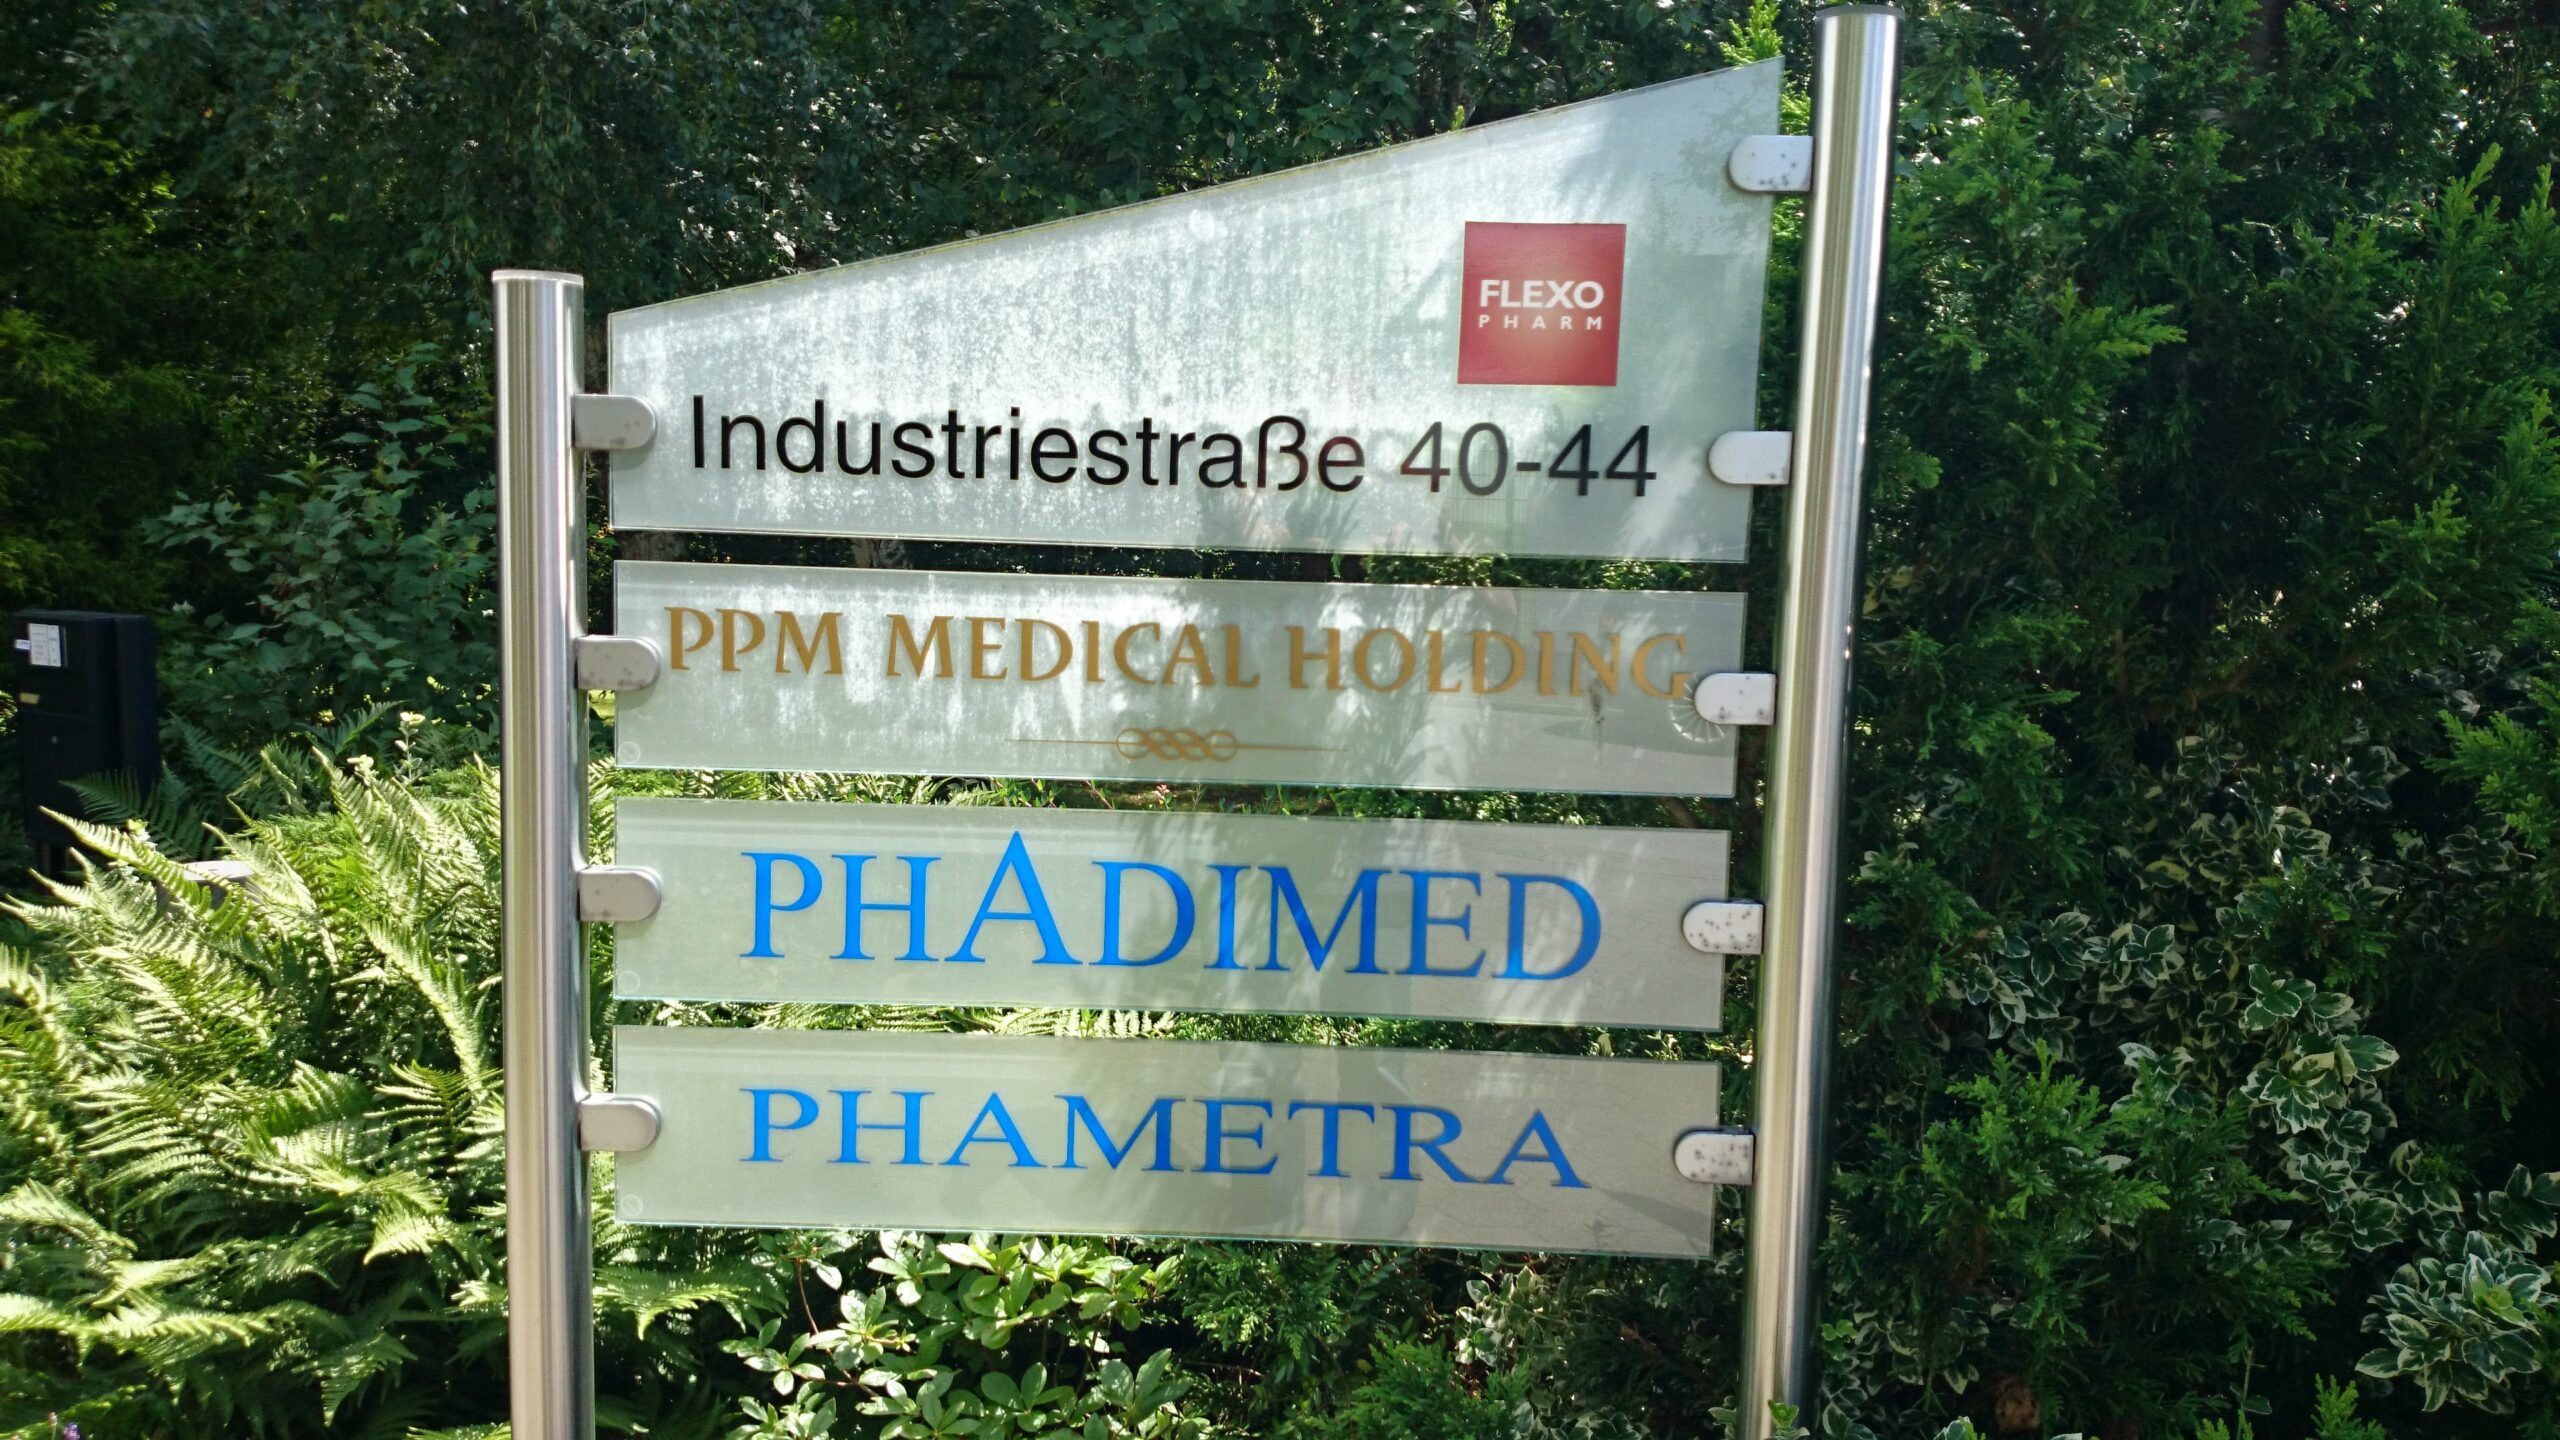 FLEXO
PHARM
Industriestraße 40-44
PPM MEDICAL HOLDING
PHADIMED
PHAMETRA